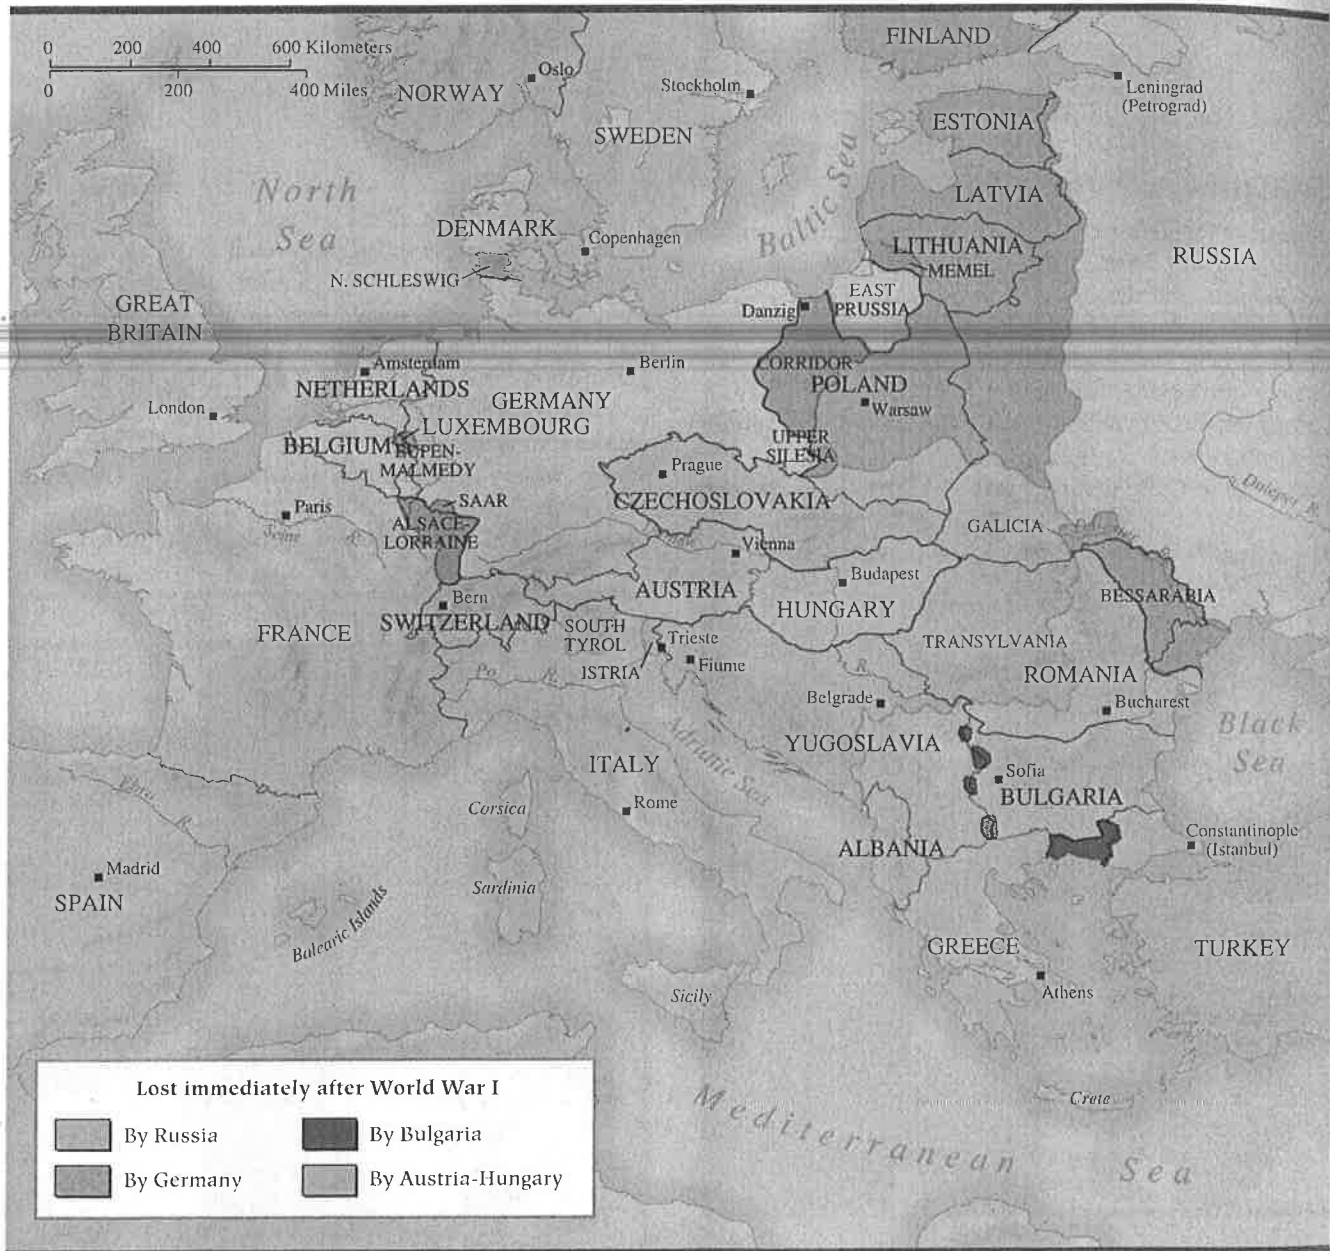 0 200 400 600 Kilometers
0 200 400 Miles
FINLAND
Oslo
NORWAY
Stockholm
Leningrad
(Petrograd)
SWEDEN
ESTONIA
Baltic Sea
North
Sea
LATVIA
DENMARK
Copenhagen
LITHUANIA
MEMEL
RUSSIA
N. SCHLESWIG
EAST
PRUSSIA
GREAT
BRITAIN
Danzig
Amsterdam
Berlin
CORRIDOR
NETHERLANDS
POLAND
GERMANY
Warsaw
London
LUXEMBOURG
BELGIUM
EUPEN-
MALMEDY
UPPER
SILESIA
Prague
Dnieper R.
Paris
SAAR
CZECHOSLOVAKIA
Seine R.
ALSACE-
LORRAINE
GALICIA
Vienna
Budapest
AUSTRIA
HUNGARY
BESSARABIA
Bern
SWITZERLAND
FRANCE
SOUTH
TYROL
Trieste
TRANSYLVANIA
ISTRIA
Fiume
Po R.
R.
ROMANIA
Belgrade
Bucharest
Black
Sea
YUGOSLAVIA
Adriatic Sea
ITALY
Sofia
BULGARIA
Ebro R.
Corsica
Rome
ALBANIA
Constantinople
(Istanbul)
Madrid
SPAIN
Sardinia
Balearic Islands
GREECE
TURKEY
Athens
Sicily
Crete
Mediterranean Sea
Lost immediately after World War I
By Russia
By Bulgaria
By Germany
By Austria-Hungary